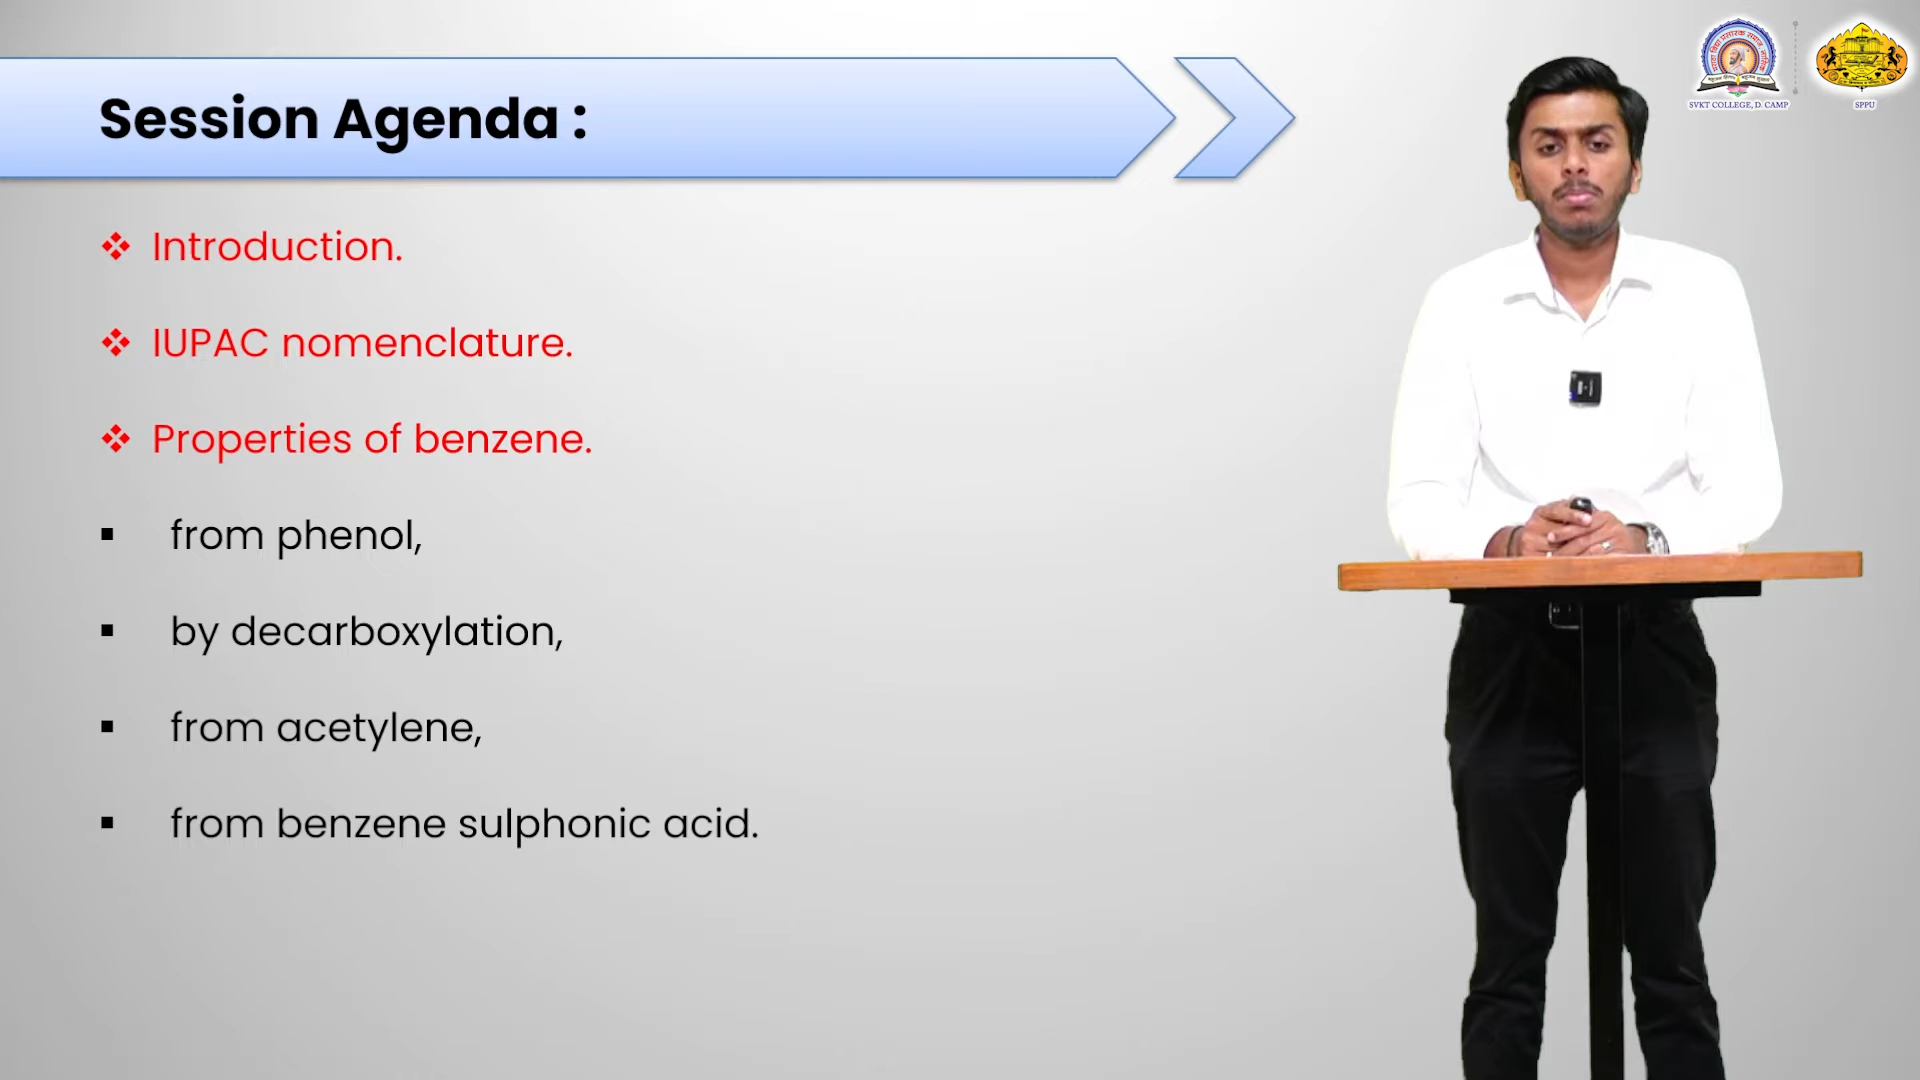 Session Agenda :
Introduction.
IUPAC nomenclature.
Properties of benzene.
from phenol,
by decarboxylation,
from acetylene,
from benzene sulphonic acid.
SVKT COLLEGE, D. CAMP
SPPU